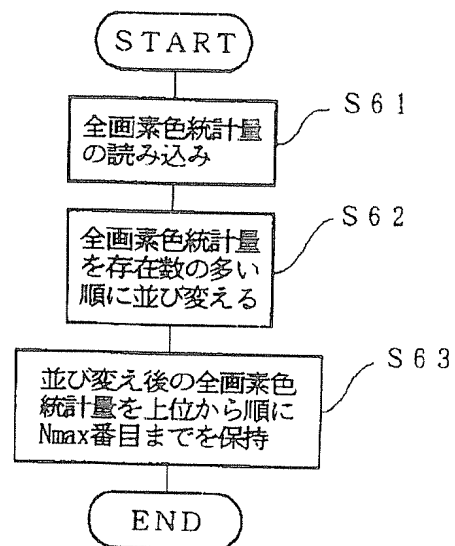 START
全画素色統計量
の読み込み
S61
全画素色統計量
を存在数の多い
順に並び変える
S62
並び変え後の全画素色
統計量を上位から順に
Nmax番目までを保持
S63
END